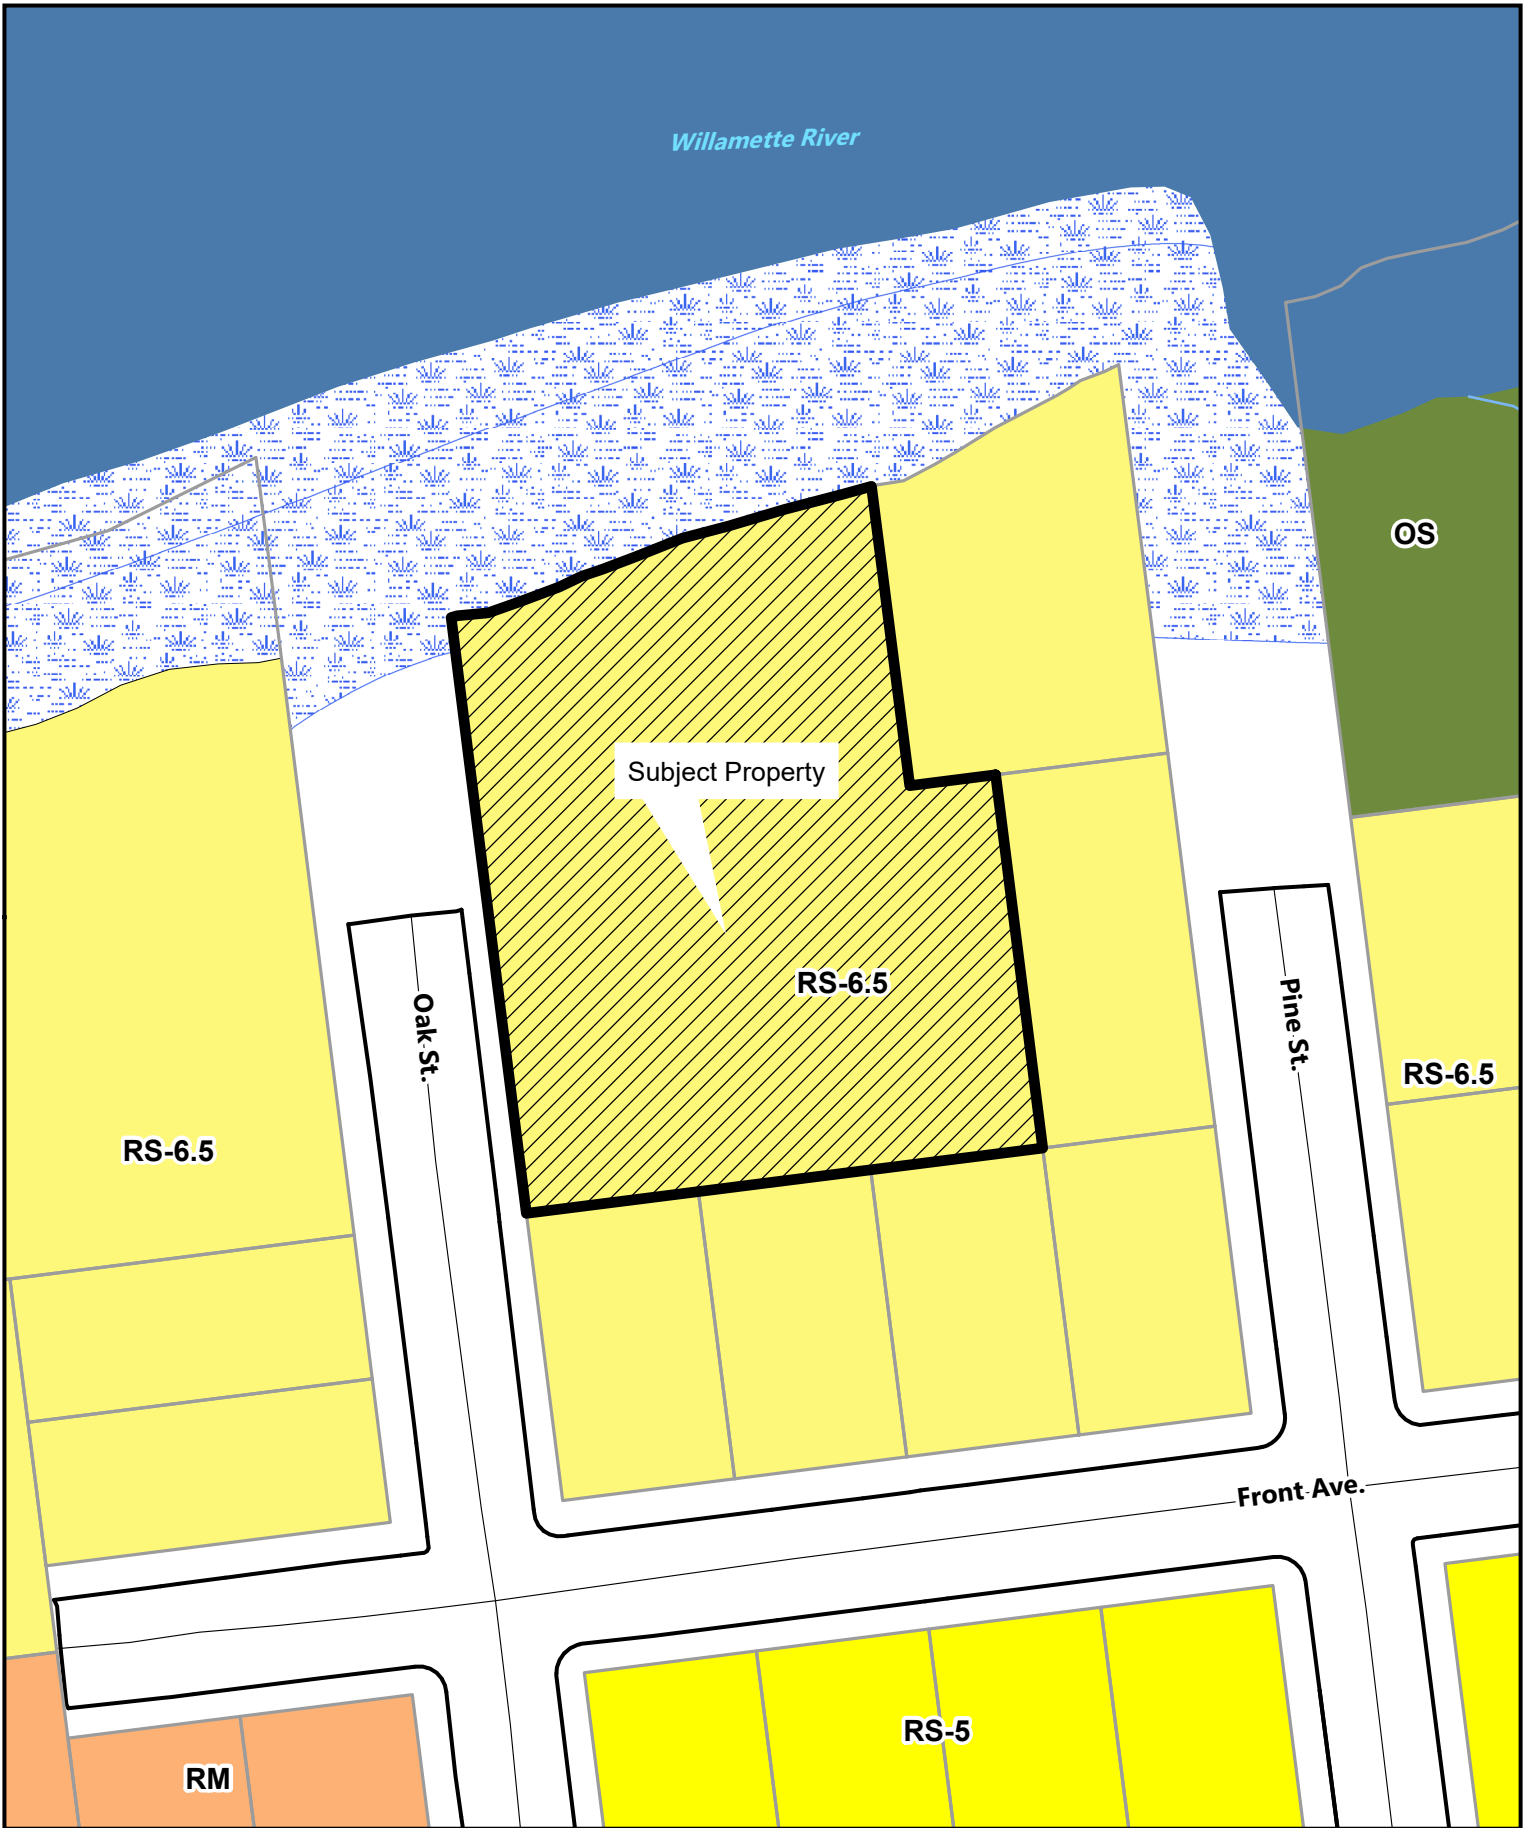 Willamette River
OS
Subject Property
RS-6.5
Oak St.
Pine St.
RS-6.5
RS-6.5
Front Ave.
RS-5
RM